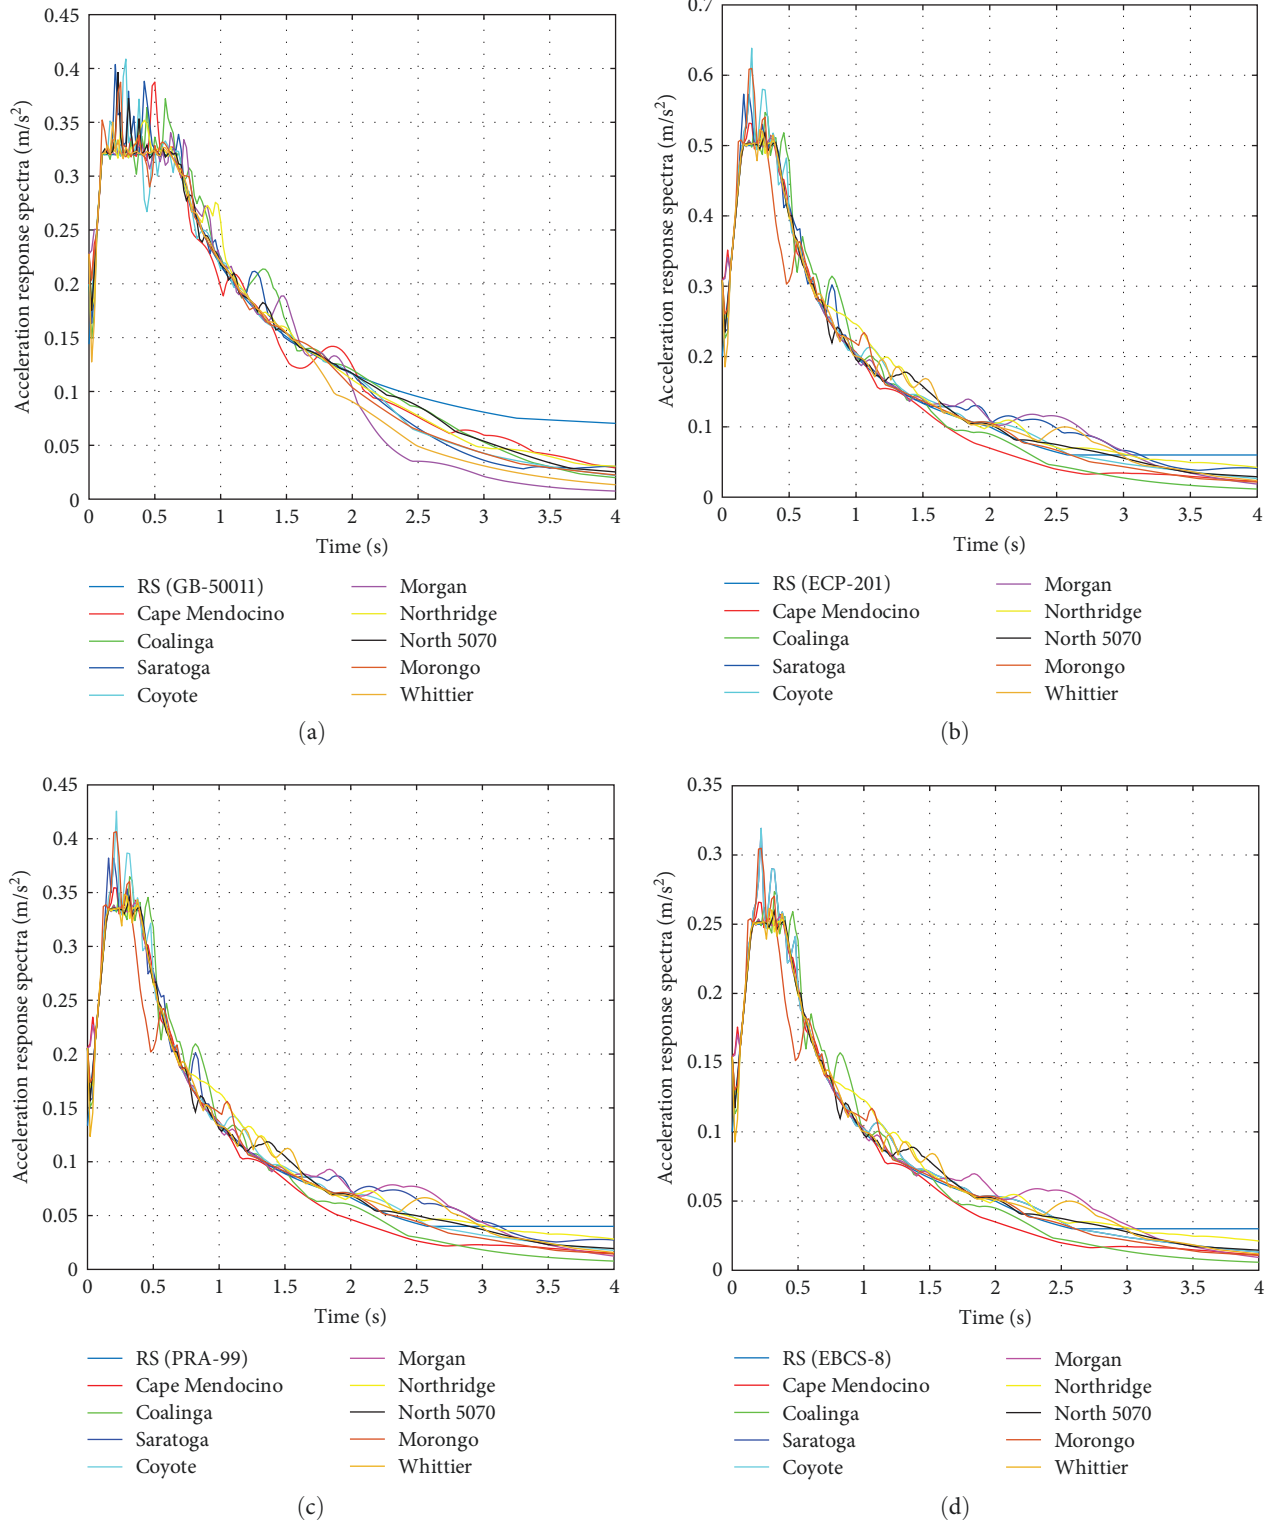 0.45
0.4
0.35
0.3
0.25
0.2
0.15
0.1
0.05
0
Acceleration response spectra (m/s²)
0 0.5 1 1.5 2 2.5 3 3.5 4
Time (s)
RS (GB-50011)
Cape Mendocino
Coalinga
Saratoga
Coyote
Morgan
Northridge
North 5070
Morongo
Whittier
(a)
0.7
0.6
0.5
0.4
0.3
0.2
0.1
0
Acceleration response spectra (m/s²)
0 0.5 1 1.5 2 2.5 3 3.5 4
Time (s)
RS (ECP-201)
Cape Mendocino
Coalinga
Saratoga
Coyote
Morgan
Northridge
North 5070
Morongo
Whittier
(b)
0.45
0.4
0.35
0.3
0.25
0.2
0.15
0.1
0.05
0
Acceleration response spectra (m/s²)
0 0.5 1 1.5 2 2.5 3 3.5 4
Time (s)
RS (PRA-99)
Cape Mendocino
Coalinga
Saratoga
Coyote
Morgan
Northridge
North 5070
Morongo
Whittier
(c)
0.35
0.3
0.25
0.2
0.15
0.1
0.05
0
Acceleration response spectra (m/s²)
0 0.5 1 1.5 2 2.5 3 3.5 4
Time (s)
RS (EBCS-8)
Cape Mendocino
Coalinga
Saratoga
Coyote
Morgan
Northridge
North 5070
Morongo
Whittier
(d)